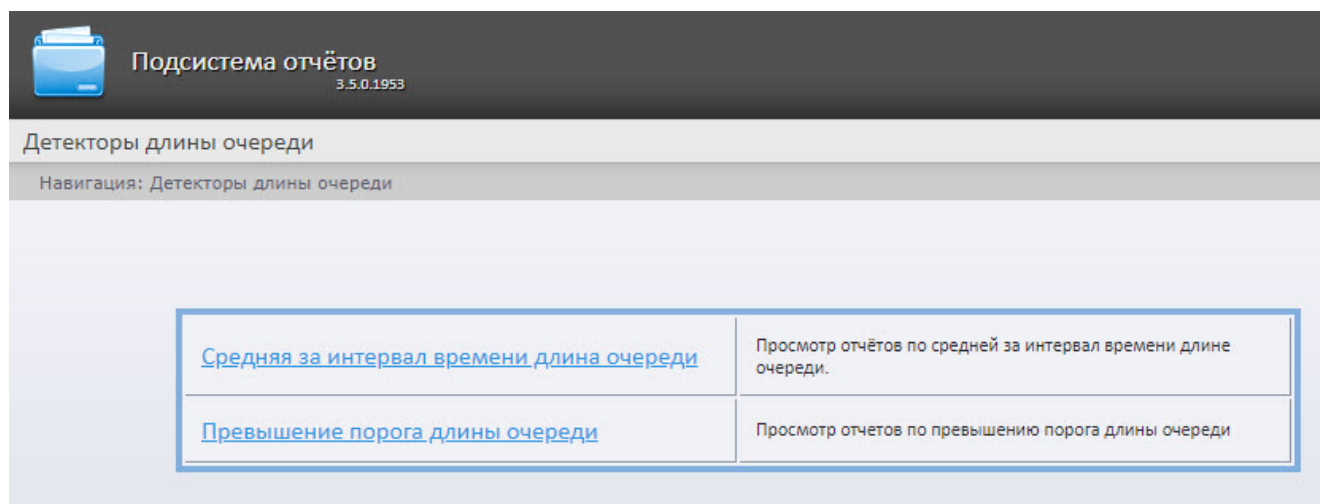 Подсистема отчётов
3.5.0.1953
Детекторы длины очереди
Навигация: Детекторы длины очереди
Средняя за интервал времени длина очереди
Просмотр отчётов по средней за интервал времени длине
очереди.
Превышение порога длины очереди
Просмотр отчетов по превышению порога длины очереди